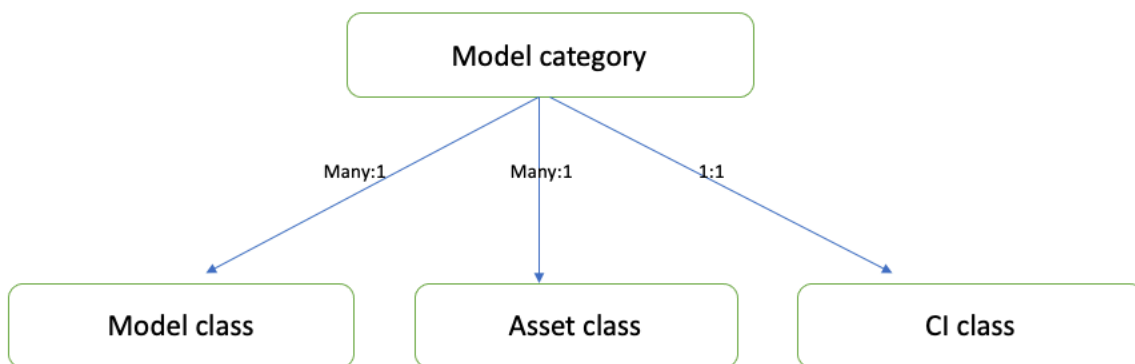 Model category
Many:1
Many:1
1:1
Model class
Asset class
CI class